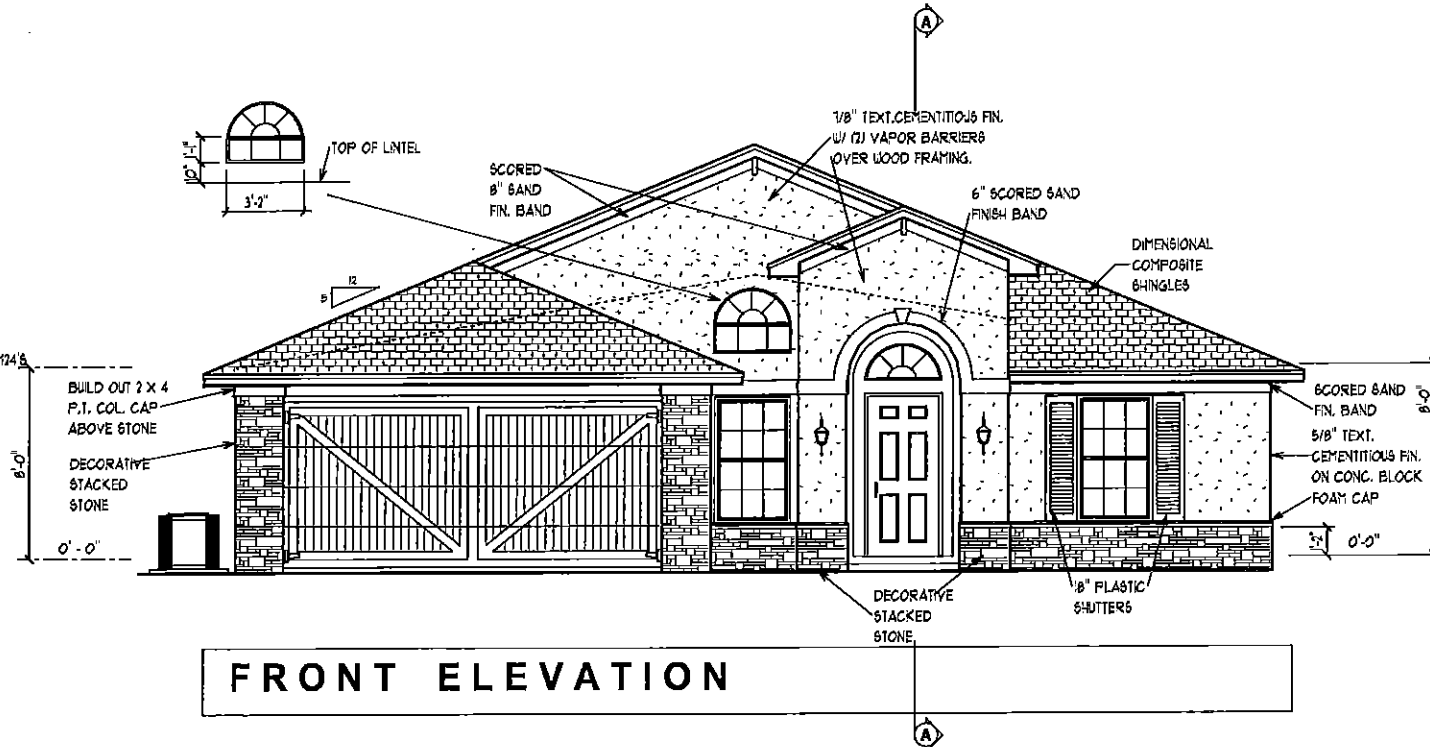 A
7/8" TEXT.CEMENTITIOUS FIN.
W/ (2) VAPOR BARRIERS
OVER WOOD FRAMING.
TOP OF LINTEL
1'-1"
10"
3'-2"
SCORED
8" SAND
FIN. BAND
6" SCORED SAND
FINISH BAND
DIMENSIONAL
COMPOSITE
SHINGLES
12
5
BUILD OUT 2 X 4
P.T. COL. CAP
ABOVE STONE
8'-0"
DECORATIVE
STACKED
STONE
0'-0"
SCORED SAND
FIN. BAND
5/8" TEXT.
CEMENTITIOUS FIN.
ON CONC. BLOCK
FOAM CAP
8'-0"
0'-0"
18" PLASTIC
SHUTTERS
DECORATIVE
STACKED
STONE
FRONT ELEVATION
A